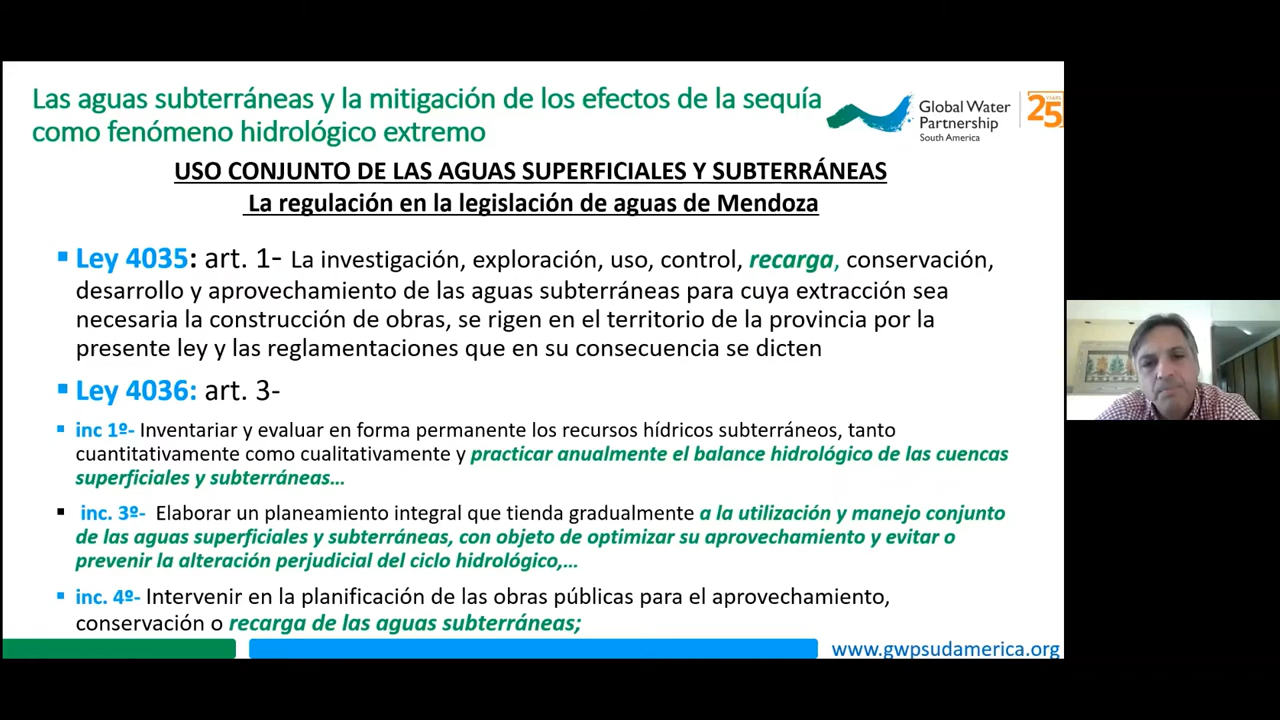 Las aguas subterráneas y la mitigación de los efectos de la sequía
como fenómeno hidrológico extremo
Global Water
Partnership
South America
25
YEARS
USO CONJUNTO DE LAS AGUAS SUPERFICIALES Y SUBTERRÁNEAS
La regulación en la legislación de aguas de Mendoza
Ley 4035: art. 1- La investigación, exploración, uso, control, recarga, conservación,
desarrollo y aprovechamiento de las aguas subterráneas para cuya extracción sea
necesaria la construcción de obras, se rigen en el territorio de la provincia por la
presente ley y las reglamentaciones que en su consecuencia se dicten
Ley 4036: art. 3-
inc 1º- Inventariar y evaluar en forma permanente los recursos hídricos subterráneos, tanto
cuantitativamente como cualitativamente y practicar anualmente el balance hidrológico de las cuencas
superficiales y subterráneas...
inc. 3º- Elaborar un planeamiento integral que tienda gradualmente a la utilización y manejo conjunto
de las aguas superficiales y subterráneas, con objeto de optimizar su aprovechamiento y evitar o
prevenir la alteración perjudicial del ciclo hidrológico,...
inc. 4º- Intervenir en la planificación de las obras públicas para el aprovechamiento,
conservación o recarga de las aguas subterráneas;
www.gwpsudamerica.org